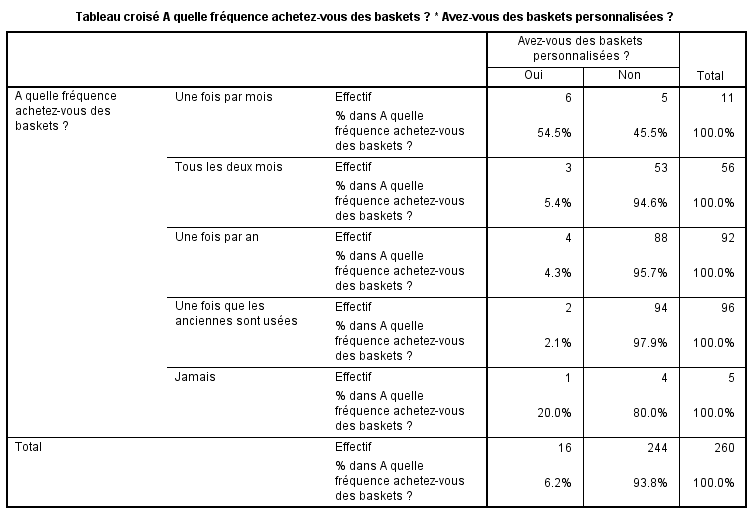 Tableau croisé A quelle fréquence achetez-vous des baskets ? * Avez-vous des baskets personnalisées ?
Avez-vous des baskets
personnalisées ?
Oui Non Total
A quelle fréquence
achetez-vous des
baskets ?
Une fois par mois Effectif 6 5 11
% dans A quelle
fréquence achetez-vous
des baskets ?
54.5% 45.5% 100.0%
Tous les deux mois Effectif 3 53 56
% dans A quelle
fréquence achetez-vous
des baskets ?
5.4% 94.6% 100.0%
Une fois par an Effectif 4 88 92
% dans A quelle
fréquence achetez-vous
des baskets ?
4.3% 95.7% 100.0%
Une fois que les
anciennes sont usées
Effectif 2 94 96
% dans A quelle
fréquence achetez-vous
des baskets ?
2.1% 97.9% 100.0%
Jamais Effectif 1 4 5
% dans A quelle
fréquence achetez-vous
des baskets ?
20.0% 80.0% 100.0%
Total Effectif 16 244 260
% dans A quelle
fréquence achetez-vous
des baskets ?
6.2% 93.8% 100.0%